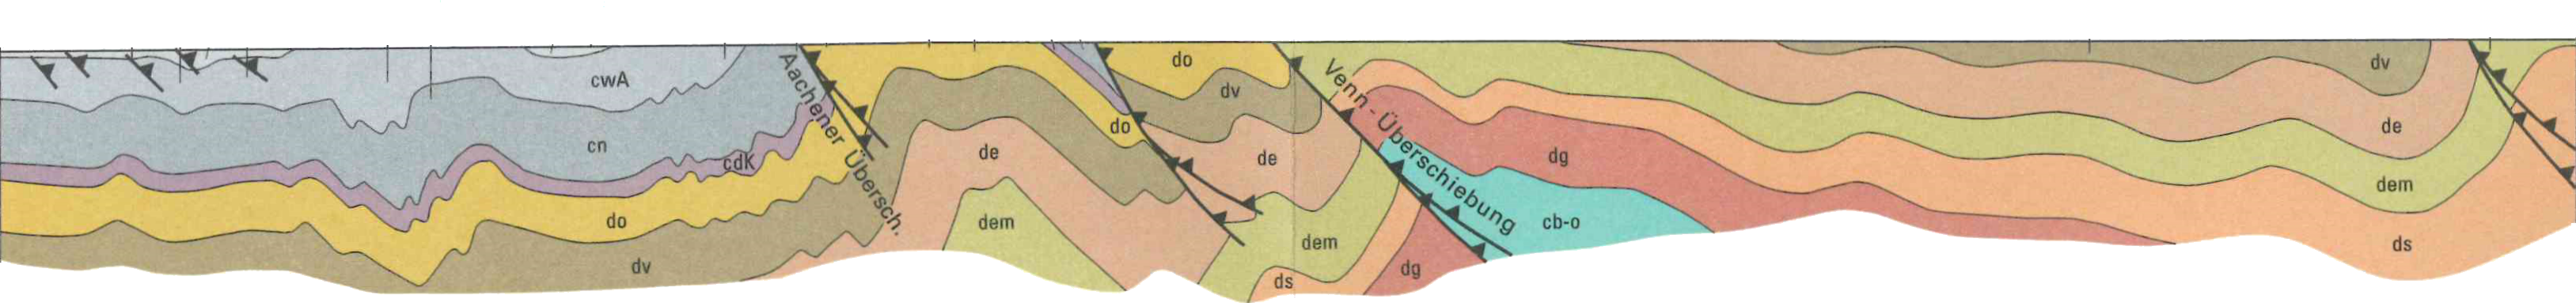 cwA
cn
cdK
do
dv
Aachener Übersch.
de
dem
do
do
dv
de
dem
ds
dg
Venn-Überschiebung
dg
cb-o
dv
de
dem
ds